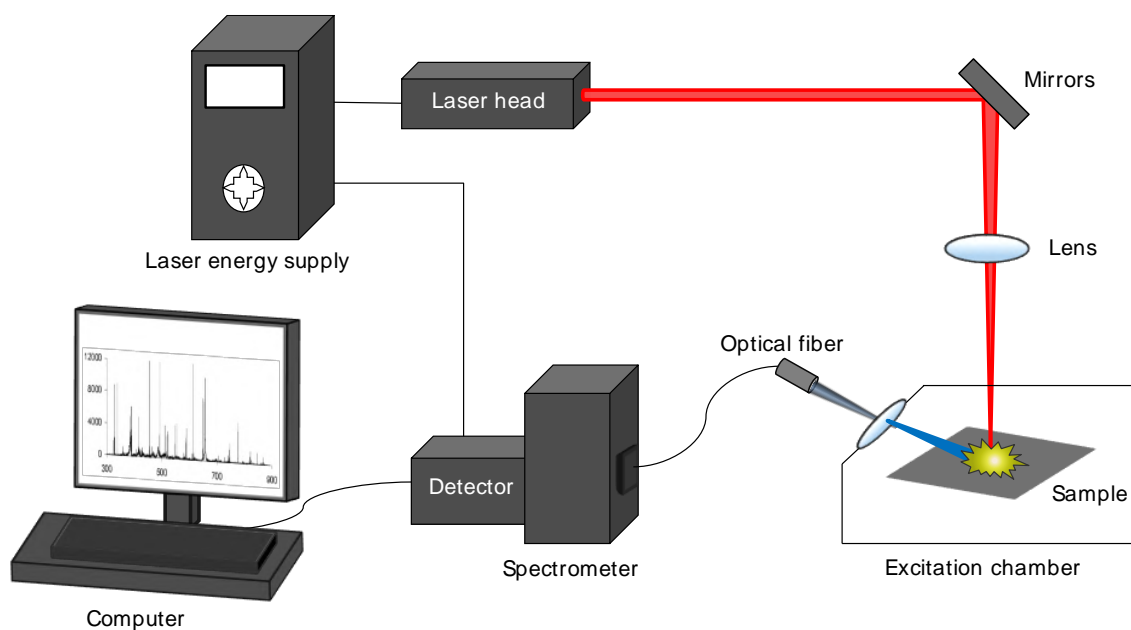 Laser head
Mirrors
Laser energy supply
Lens
Optical fiber
12000
8000
4000
0
300
500
700
900
Detector
Sample
Spectrometer
Excitation chamber
Computer